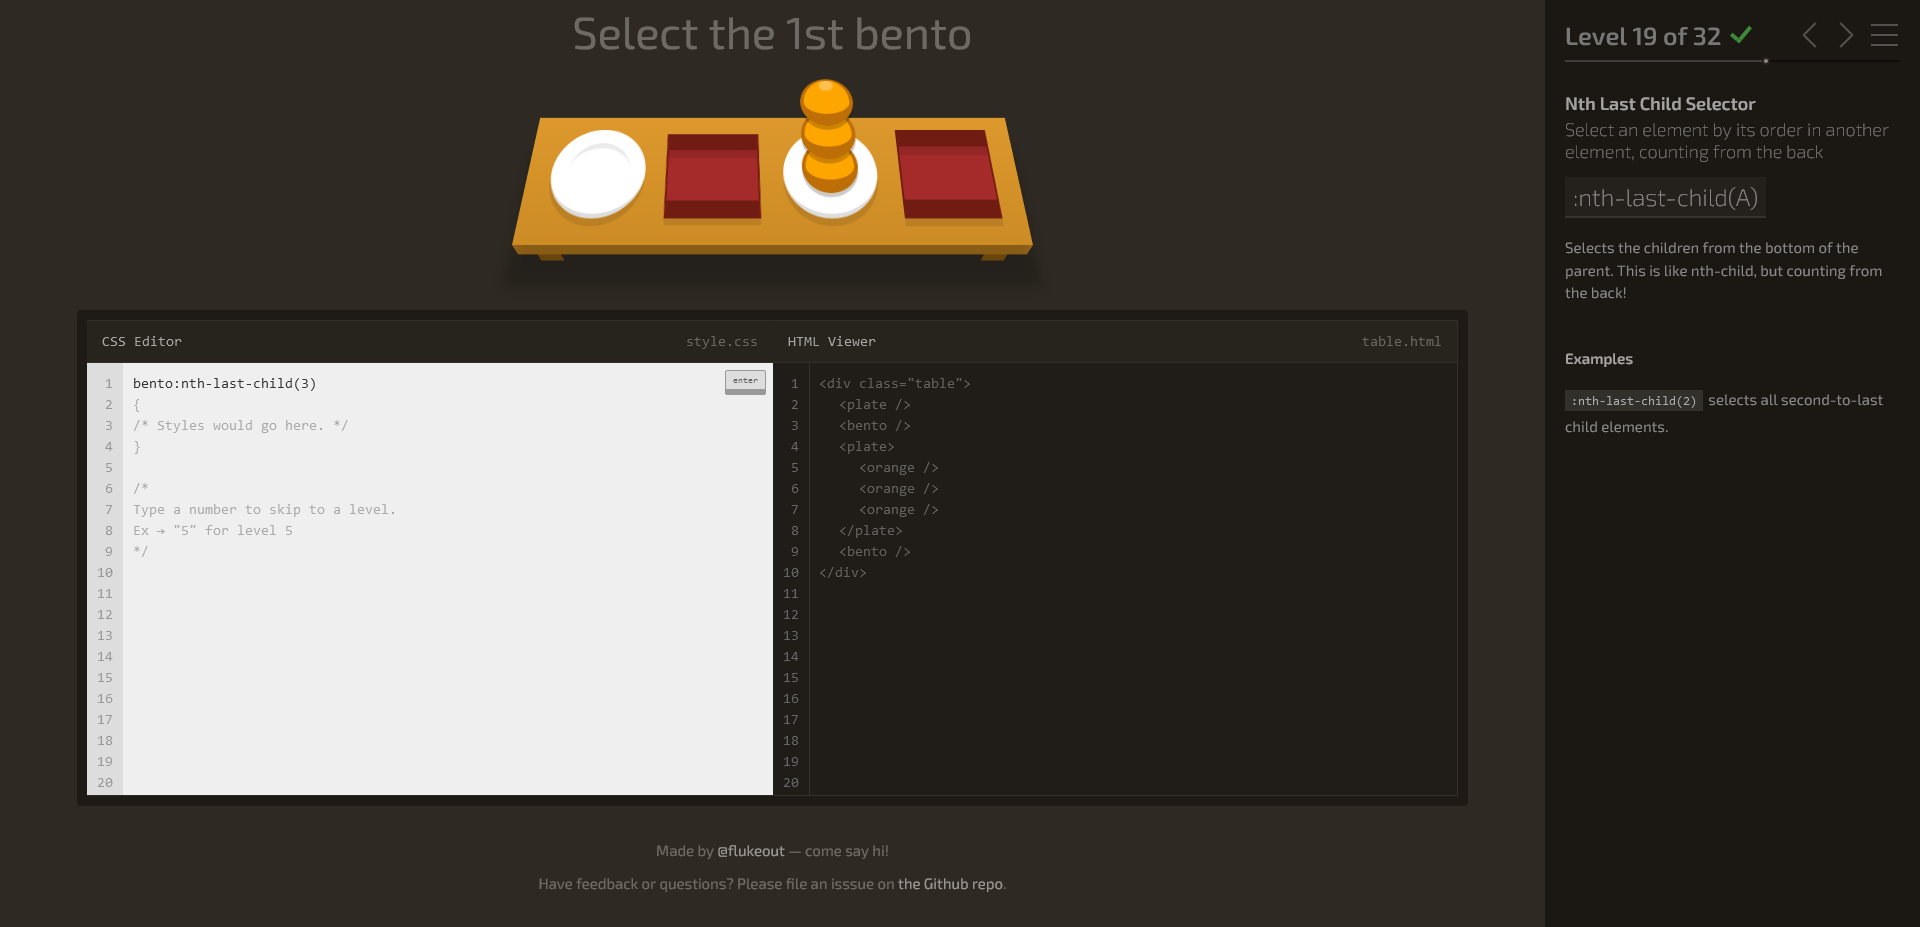 Select the 1st bento
CSS Editor
style.css
enter
1 bento:nth-last-child(3)
2 {
3 /* Styles would go here. */
4 }
5
6 /*
7 Type a number to skip to a level.
8 Ex → "5" for level 5
9 */
10
11
12
13
14
15
16
17
18
19
20
HTML Viewer
table.html
1 <div class="table">
2 <plate />
3 <bento />
4 <plate>
5 <orange />
6 <orange />
7 <orange />
8 </plate>
9 <bento />
10 </div>
11
12
13
14
15
16
17
18
19
20
Made by @flukeout — come say hi!
Have feedback or questions? Please file an isssue on the Github repo.
Level 19 of 32
Nth Last Child Selector
Select an element by its order in another
element, counting from the back
:nth-last-child(A)
Selects the children from the bottom of the
parent. This is like nth-child, but counting from
the back!
Examples
:nth-last-child(2) selects all second-to-last
child elements.